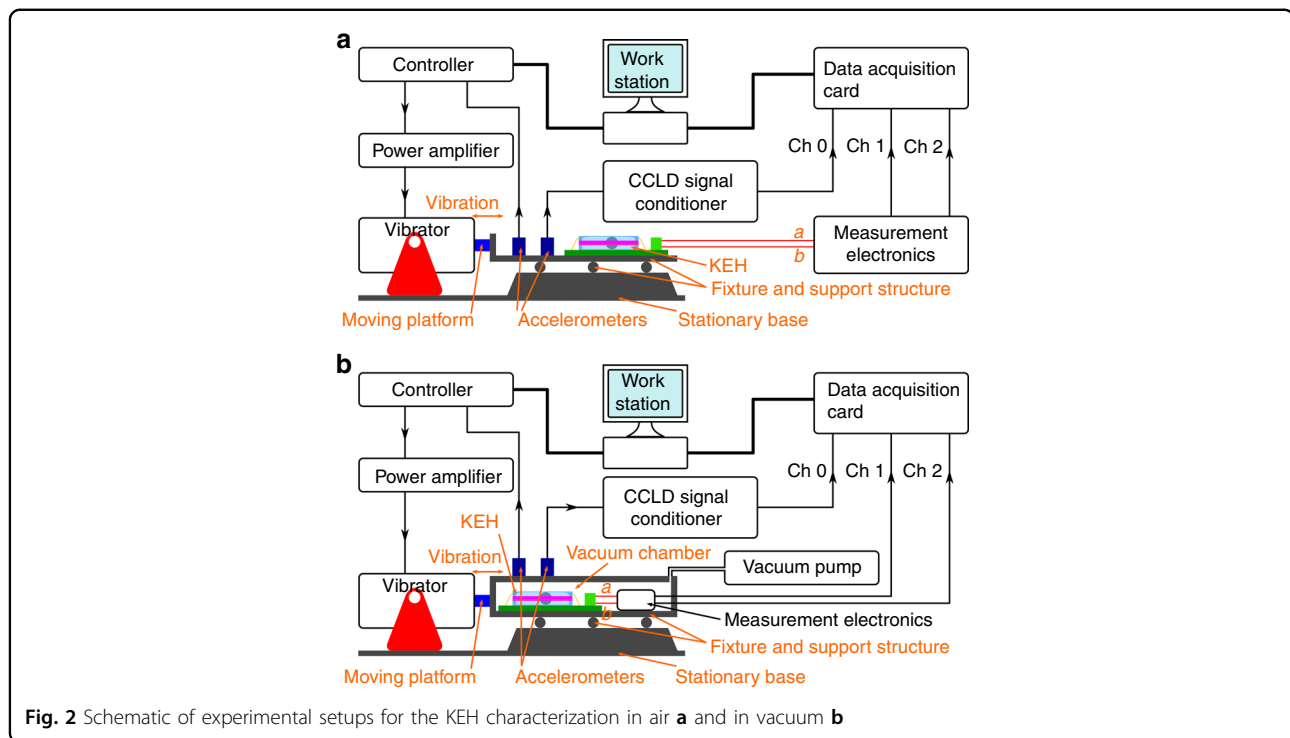 a
Controller
Work
station
Data acquisition
card
Power amplifier
Ch 0
Ch 1
Ch 2
CCLD signal
conditioner
Vibration
Vibrator
a
b
Measurement
electronics
KEH
Fixture and support structure
Moving platform
Accelerometers
Stationary base
b
Controller
Work
station
Data acquisition
card
Power amplifier
Ch 0
Ch 1
Ch 2
CCLD signal
conditioner
KEH
Vibration
Vacuum chamber
Vacuum pump
Vibrator
a
b
Measurement electronics
Fixture and support structure
Moving platform
Accelerometers
Stationary base
Fig. 2 Schematic of experimental setups for the KEH characterization in air a and in vacuum b